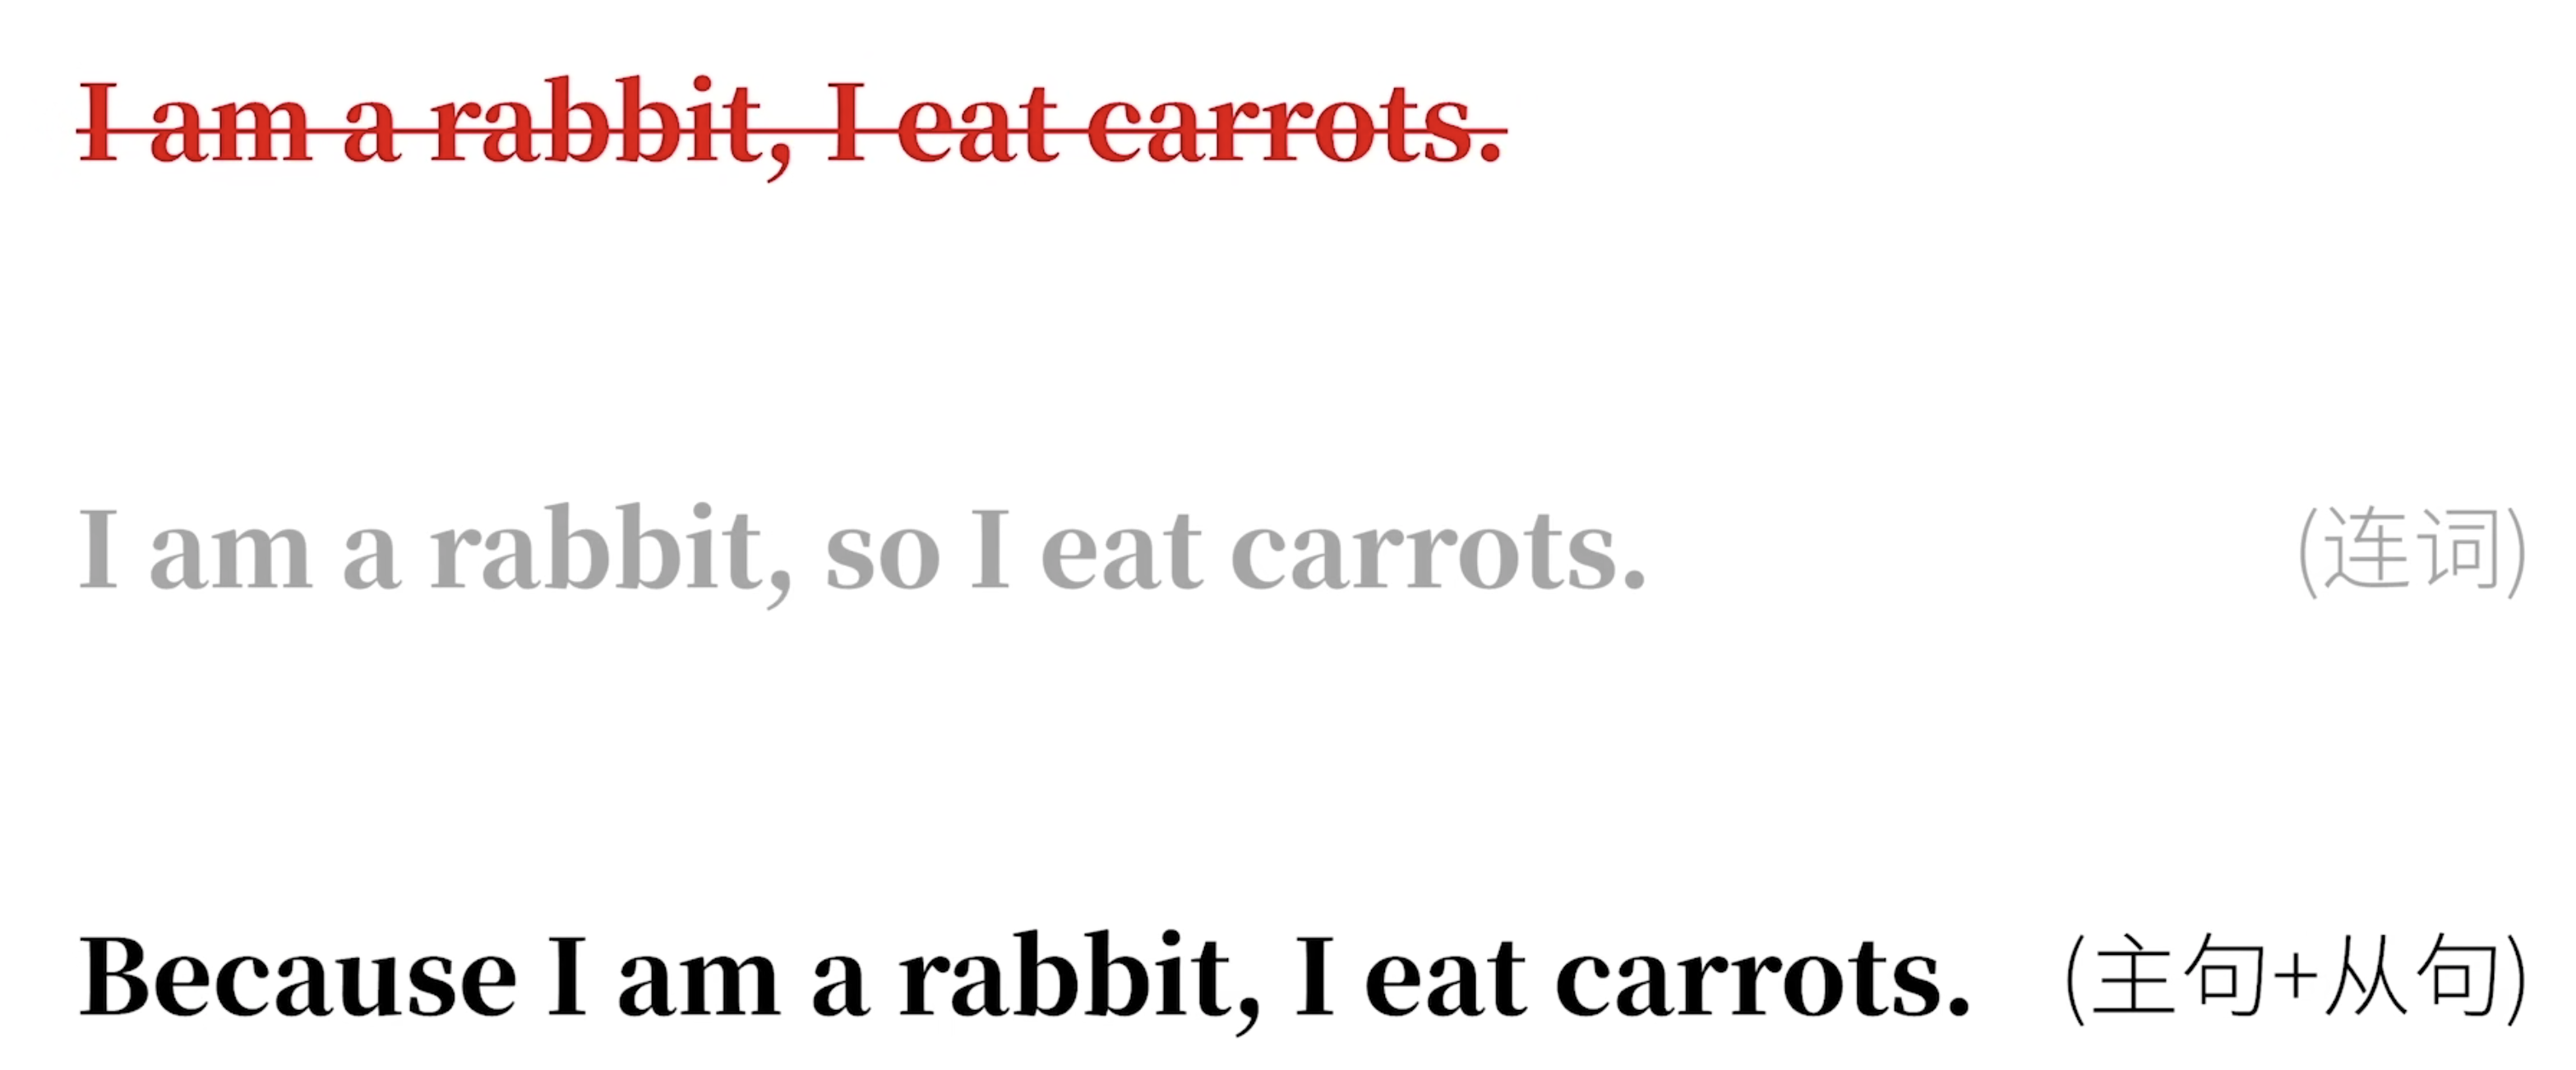 I am a rabbit, I eat carrots.
I am a rabbit, so I eat carrots. (连词)
Because I am a rabbit, I eat carrots. (主句+从句)